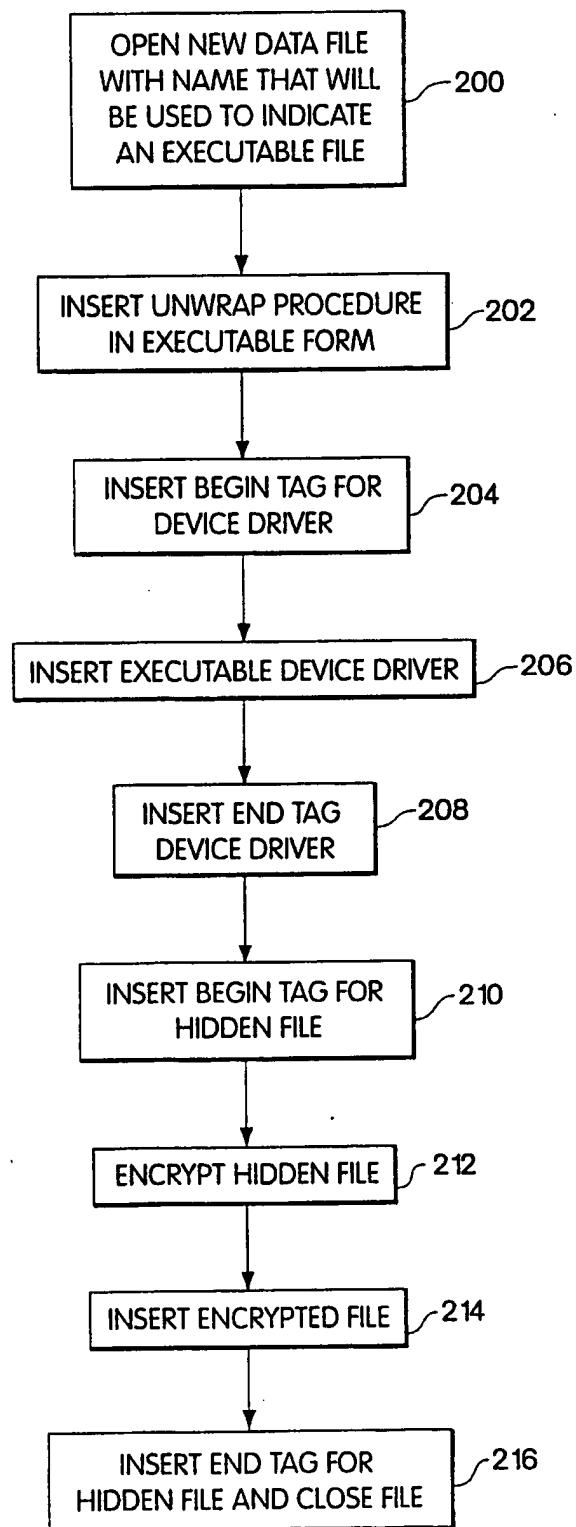 OPEN NEW DATA FILE
WITH NAME THAT WILL
BE USED TO INDICATE
AN EXECUTABLE FILE
200
INSERT UNWRAP PROCEDURE
IN EXECUTABLE FORM
202
INSERT BEGIN TAG FOR
DEVICE DRIVER
204
INSERT EXECUTABLE DEVICE DRIVER
206
INSERT END TAG
DEVICE DRIVER
208
INSERT BEGIN TAG FOR
HIDDEN FILE
210
ENCRYPT HIDDEN FILE
212
INSERT ENCRYPTED FILE
214
INSERT END TAG FOR
HIDDEN FILE AND CLOSE FILE
216